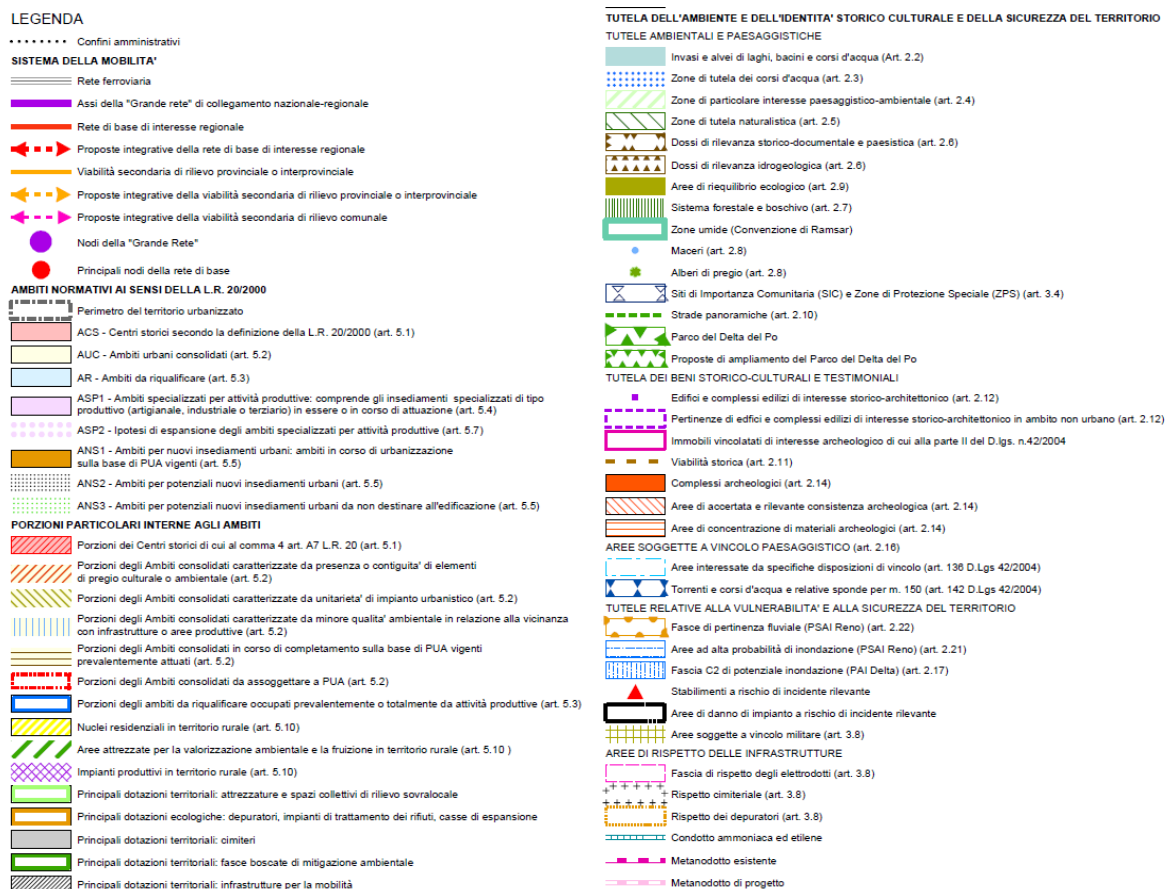 LEGENDA
Confini amministrativi
SISTEMA DELLA MOBILITA'
Rete ferroviaria
Assi della "Grande rete" di collegamento nazionale-regionale
Rete di base di interesse regionale
Proposte integrative della rete di base di interesse regionale
Viabilità secondaria di rilievo provinciale o interprovinciale
Proposte integrative della viabilità secondaria di rilievo provinciale o interprovinciale
Proposte integrative della viabilità secondaria di rilievo comunale
Nodi della "Grande Rete"
Principali nodi della rete di base
AMBITI NORMATIVI AI SENSI DELLA L.R. 20/2000
Perimetro del territorio urbanizzato
ACS - Centri storici secondo la definizione della L.R. 20/2000 (art. 5.1)
AUC - Ambiti urbani consolidati (art. 5.2)
AR - Ambiti da riqualificare (art. 5.3)
ASP1 - Ambiti specializzati per attività produttive: comprende gli insediamenti specializzati di tipo
produttivo (artigianale, industriale o terziario) in essere o in corso di attuazione (art. 5.4)
ASP2 - Ipotesi di espansione degli ambiti specializzati per attività produttive (art. 5.7)
ANS1 - Ambiti per nuovi insediamenti urbani: ambiti in corso di urbanizzazione
sulla base di PUA vigenti (art. 5.5)
ANS2 - Ambiti per potenziali nuovi insediamenti urbani (art. 5.5)
ANS3 - Ambiti per potenziali nuovi insediamenti urbani da non destinare all'edificazione (art. 5.5)
PORZIONI PARTICOLARI INTERNE AGLI AMBITI
Porzioni dei Centri storici di cui al comma 4 art. A7 L.R. 20 (art. 5.1)
Porzioni degli Ambiti consolidati caratterizzate da presenza o contiguita' di elementi
di pregio culturale o ambientale (art. 5.2)
Porzioni degli Ambiti consolidati caratterizzate da unitarieta' di impianto urbanistico (art. 5.2)
Porzioni degli Ambiti consolidati caratterizzate da minore qualita' ambientale in relazione alla vicinanza
con infrastrutture o aree produttive (art. 5.2)
Porzioni degli Ambiti consolidati in corso di completamento sulla base di PUA vigenti
prevalentemente attuati (art. 5.2)
Porzioni degli Ambiti consolidati da assoggettare a PUA (art. 5.2)
Porzioni degli ambiti da riqualificare occupati prevalentemente o totalmente da attività produttive (art. 5.3)
Nuclei residenziali in territorio rurale (art. 5.10)
Aree attrezzate per la valorizzazione ambientale e la fruizione in territorio rurale (art. 5.10 )
Impianti produttivi in territorio rurale (art. 5.10)
Principali dotazioni territoriali: attrezzature e spazi collettivi di rilievo sovralocale
Principali dotazioni ecologiche: depuratori, impianti di trattamento dei rifiuti, casse di espansione
Principali dotazioni territoriali: cimiteri
Principali dotazioni territoriali: fasce boscate di mitigazione ambientale
Principali dotazioni territoriali: infrastrutture per la mobilità
TUTELA DELL'AMBIENTE E DELL'IDENTITA' STORICO CULTURALE E DELLA SICUREZZA DEL TERRITORIO
TUTELE AMBIENTALI E PAESAGGISTICHE
Invasi e alvei di laghi, bacini e corsi d'acqua (Art. 2.2)
Zone di tutela dei corsi d'acqua (art. 2.3)
Zone di particolare interesse paesaggistico-ambientale (art. 2.4)
Zone di tutela naturalistica (art. 2.5)
Dossi di rilevanza storico-documentale e paesistica (art. 2.6)
Dossi di rilevanza idrogeologica (art. 2.6)
Aree di riequilibrio ecologico (art. 2.9)
Sistema forestale e boschivo (art. 2.7)
Zone umide (Convenzione di Ramsar)
Maceri (art. 2.8)
Alberi di pregio (art. 2.8)
Siti di Importanza Comunitaria (SIC) e Zone di Protezione Speciale (ZPS) (art. 3.4)
Strade panoramiche (art. 2.10)
Parco del Delta del Po
Proposte di ampliamento del Parco del Delta del Po
TUTELA DEI BENI STORICO-CULTURALI E TESTIMONIALI
Edifici e complessi edilizi di interesse storico-architettonico (art. 2.12)
Pertinenze di edfici e complessi edilizi di interesse storico-architettonico in ambito non urbano (art. 2.12)
Immobili vincolatati di interesse archeologico di cui alla parte II del D.lgs. n.42/2004
Viabilità storica (art. 2.11)
Complessi archeologici (art. 2.14)
Aree di accertata e rilevante consistenza archeologica (art. 2.14)
Aree di concentrazione di materiali archeologici (art. 2.14)
AREE SOGGETTE A VINCOLO PAESAGGISTICO (art. 2.16)
Aree interessate da specifiche disposizioni di vincolo (art. 136 D.Lgs 42/2004)
Torrenti e corsi d'acqua e relative sponde per m. 150 (art. 142 D.Lgs 42/2004)
TUTELE RELATIVE ALLA VULNERABILITA' E ALLA SICUREZZA DEL TERRITORIO
Fasce di pertinenza fluviale (PSAI Reno) (art. 2.22)
Aree ad alta probabilità di inondazione (PSAI Reno) (art. 2.21)
Fascia C2 di potenziale inondazione (PAI Delta) (art. 2.17)
Stabilimenti a rischio di incidente rilevante
Aree di danno di impianto a rischio di incidente rilevante
Aree soggette a vincolo militare (art. 3.8)
AREE DI RISPETTO DELLE INFRASTRUTTURE
Fascia di rispetto degli elettrodotti (art. 3.8)
Rispetto cimiteriale (art. 3.8)
Rispetto dei depuratori (art. 3.8)
Condotto ammoniaca ed etilene
Metanodotto esistente
Metanodotto di progetto